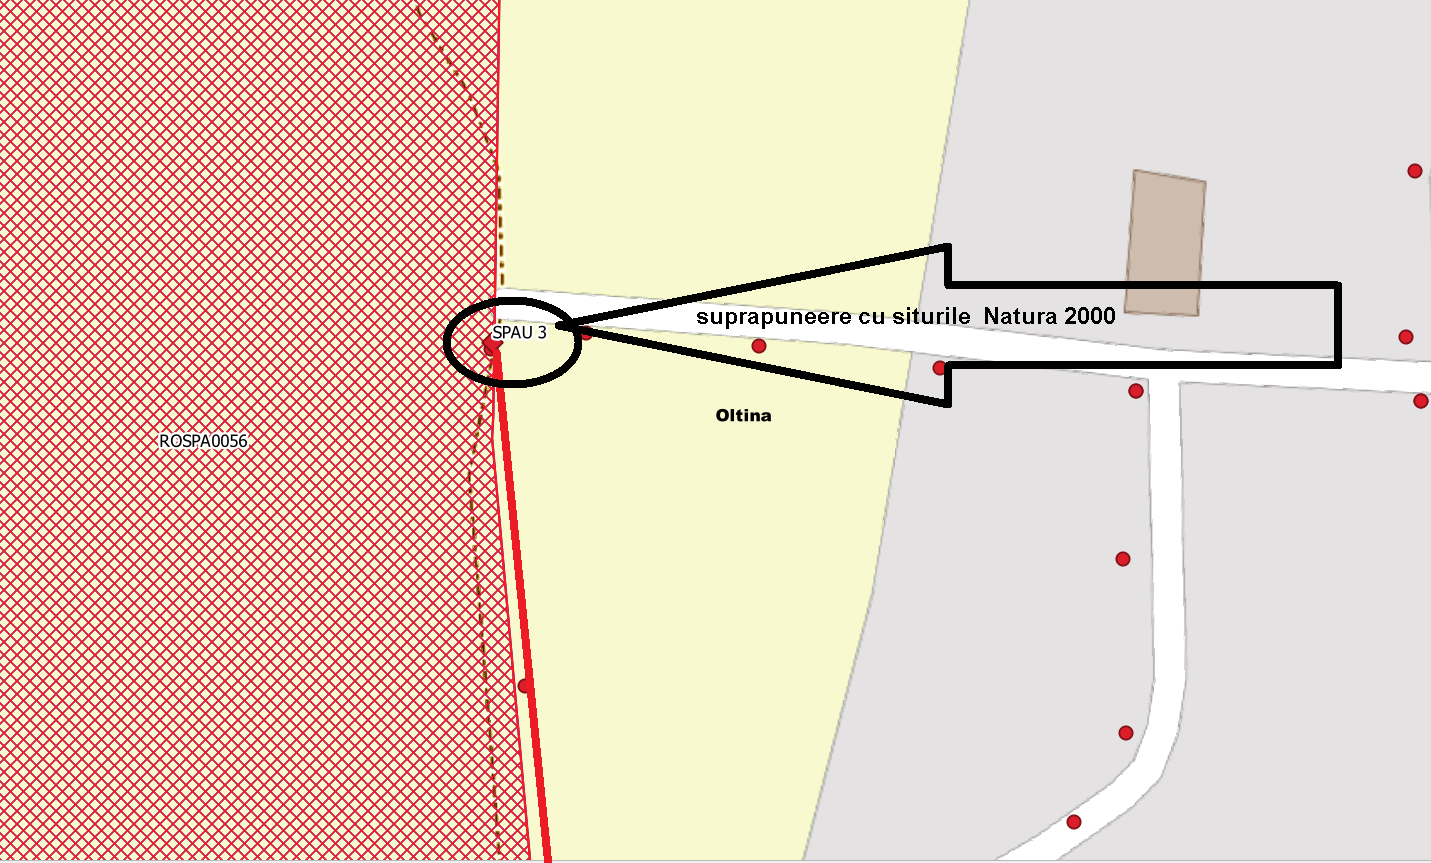 suprapuneere cu siturile  Natura 2000
SPAU 3
Oltina
ROSPA0056